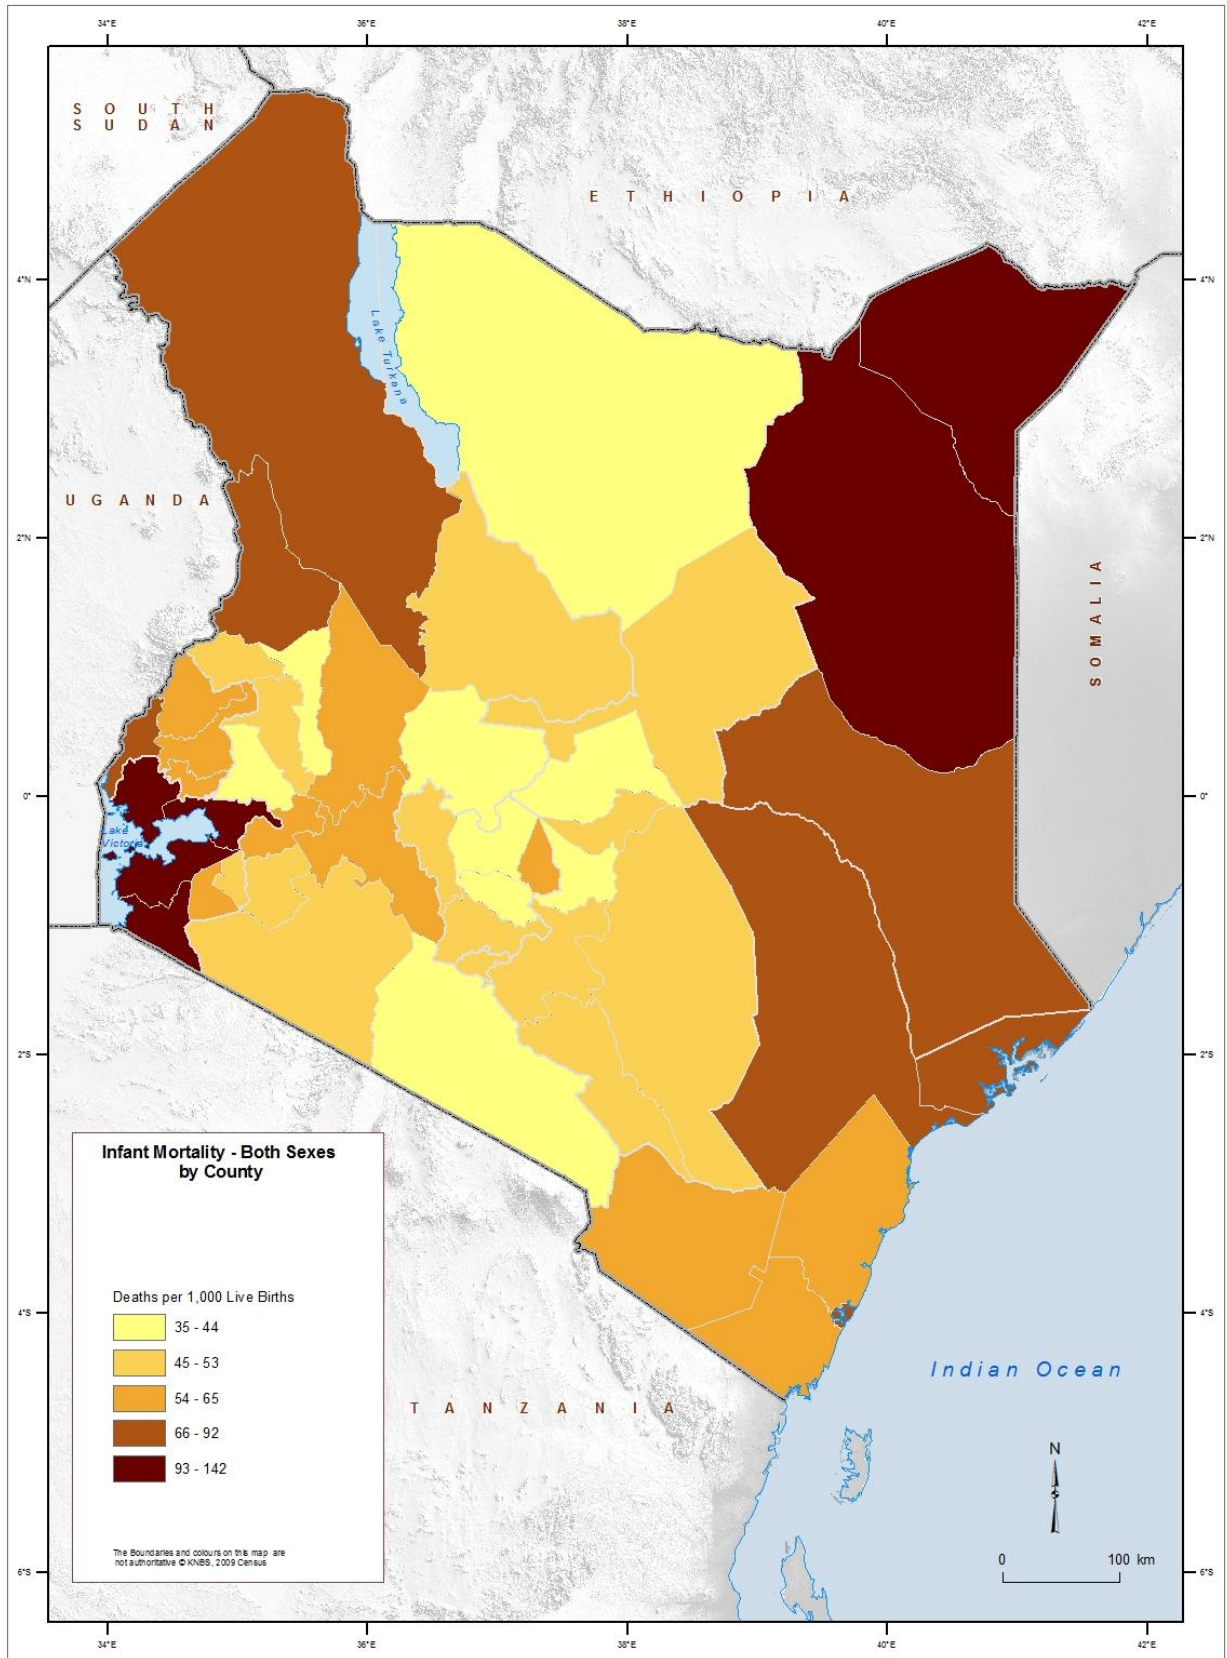 34°E 36°E 38°E 40°E 42°E
S O U T H
S U D A N
E T H I O P I A
4°N 4°N
Lake Turkana
U G A N D A
2°N 2°N
S O M A L I A
0° 0°
Lake
Victoria
2°S 2°S
Infant Mortality - Both Sexes
by County
Deaths per 1,000 Live Births
35 - 44
45 - 53
54 - 65
66 - 92
93 - 142
The Boundaries and colours on this map are
not authoritative © KNBS, 2009 Census
4°S 4°S
Indian Ocean
T A N Z A N I A
N
0 100 km
6°S 6°S
34°E 36°E 38°E 40°E 42°E